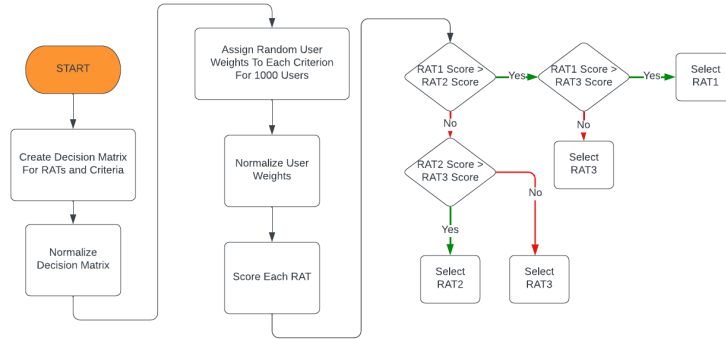 START
Create Decision Matrix
For RATs and Criteria
Normalize
Decision Matrix
Assign Random User
Weights To Each Criterion
For 1000 Users
Normalize User
Weights
Score Each RAT
RAT1 Score >
RAT2 Score
Yes
RAT1 Score >
RAT3 Score
Yes
Select
RAT1
No
Select
RAT3
No
RAT2 Score >
RAT3 Score
Yes
Select
RAT2
No
Select
RAT3